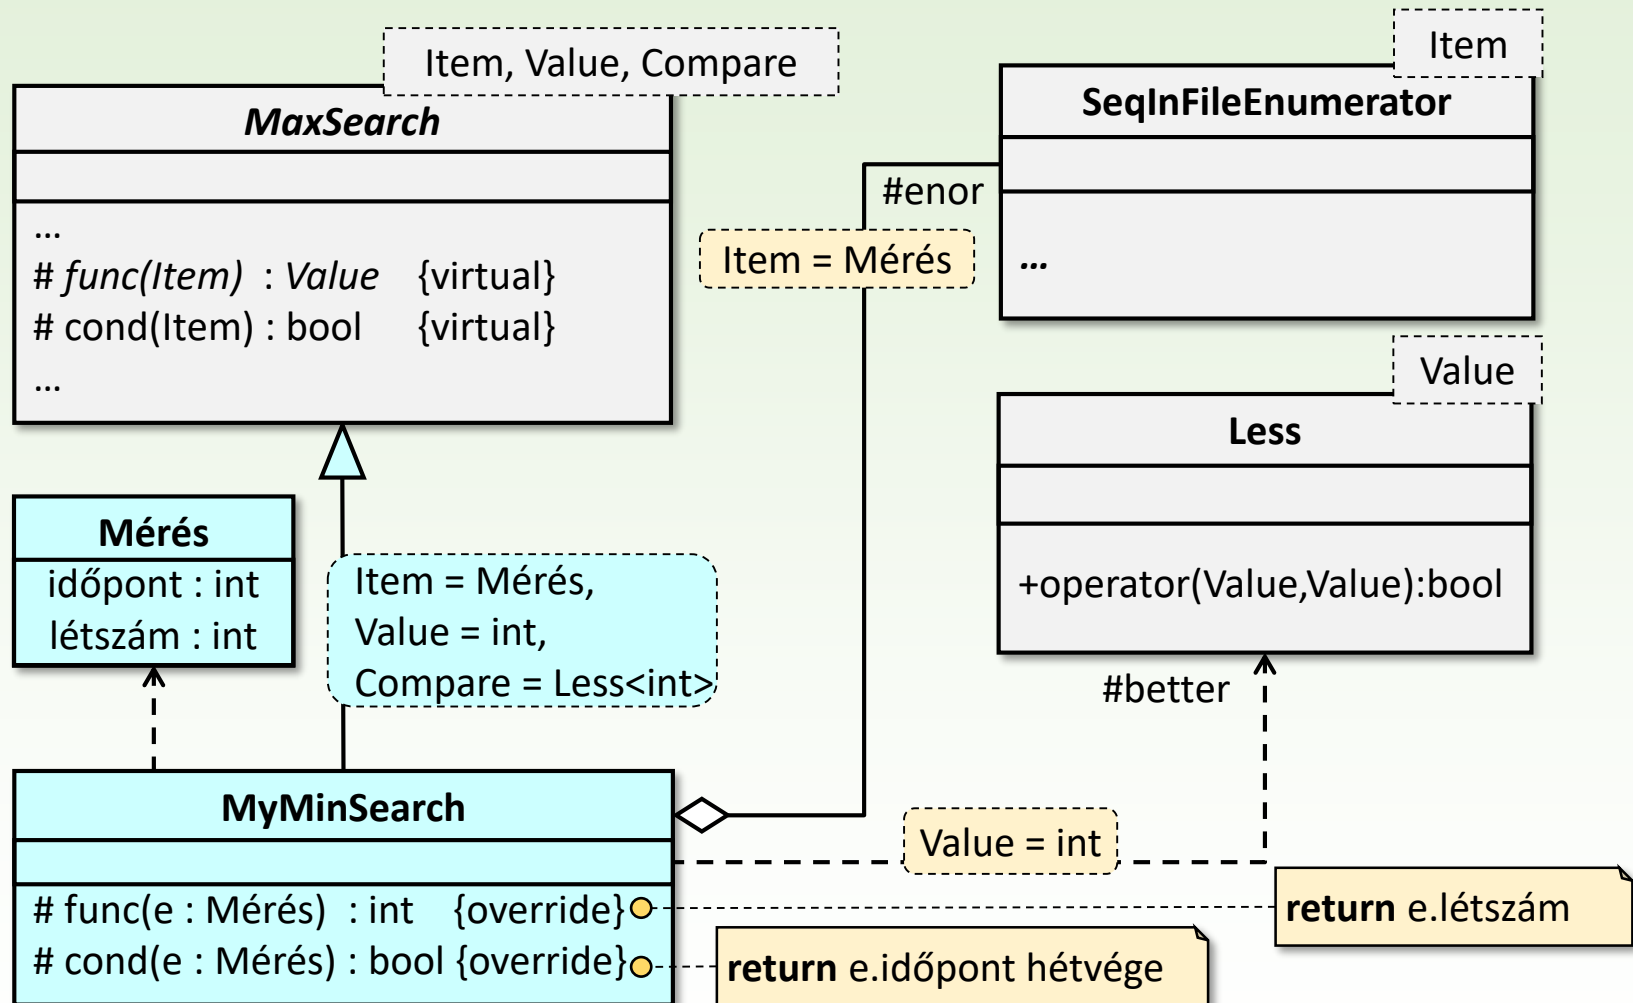 Item, Value, Compare
MaxSearch
...
# func(Item) : Value {virtual}
# cond(Item) : bool {virtual}
...
Item
SeqInFileEnumerator
...
#enor
Item = Mérés
Value
Less
+operator(Value,Value):bool
#better
Mérés
időpont : int
létszám : int
Item = Mérés,
Value = int,
Compare = Less<int>
MyMinSearch
# func(e : Mérés) : int {override}
# cond(e : Mérés) : bool {override}
Value = int
return e.létszám
return e.időpont hétvége